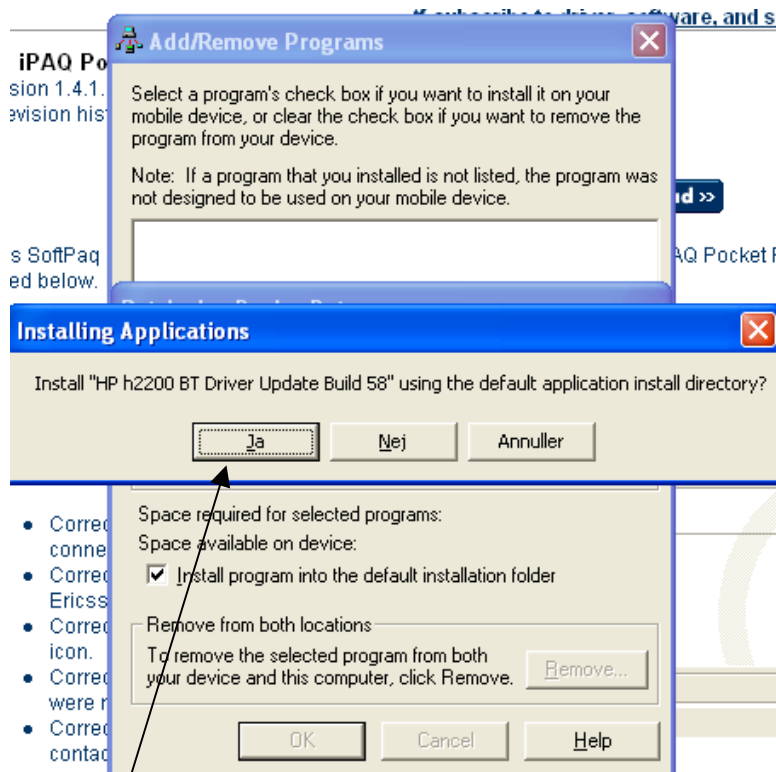 software, and s
Add/Remove Programs
iPAQ Po
sion 1.4.1.
evision his
Select a program's check box if you want to install it on your
mobile device, or clear the check box if you want to remove the
program from your device.
Note: If a program that you installed is not listed, the program was
not designed to be used on your mobile device.
ad »
s SoftPaq
AQ Pocket P
ed below.
Installing Applications
Install "HP h2200 BT Driver Update Build 58" using the default application install directory?
Ja
Nej
Annuller
Space required for selected programs:
Space available on device:
Install program into the default installation folder
Remove from both locations
To remove the selected program from both
your device and this computer, click Remove.
Remove...
OK
Cancel
Help
Correc
conne
Correc
Ericss
Correc
icon.
Correc
were r
Correc
contac